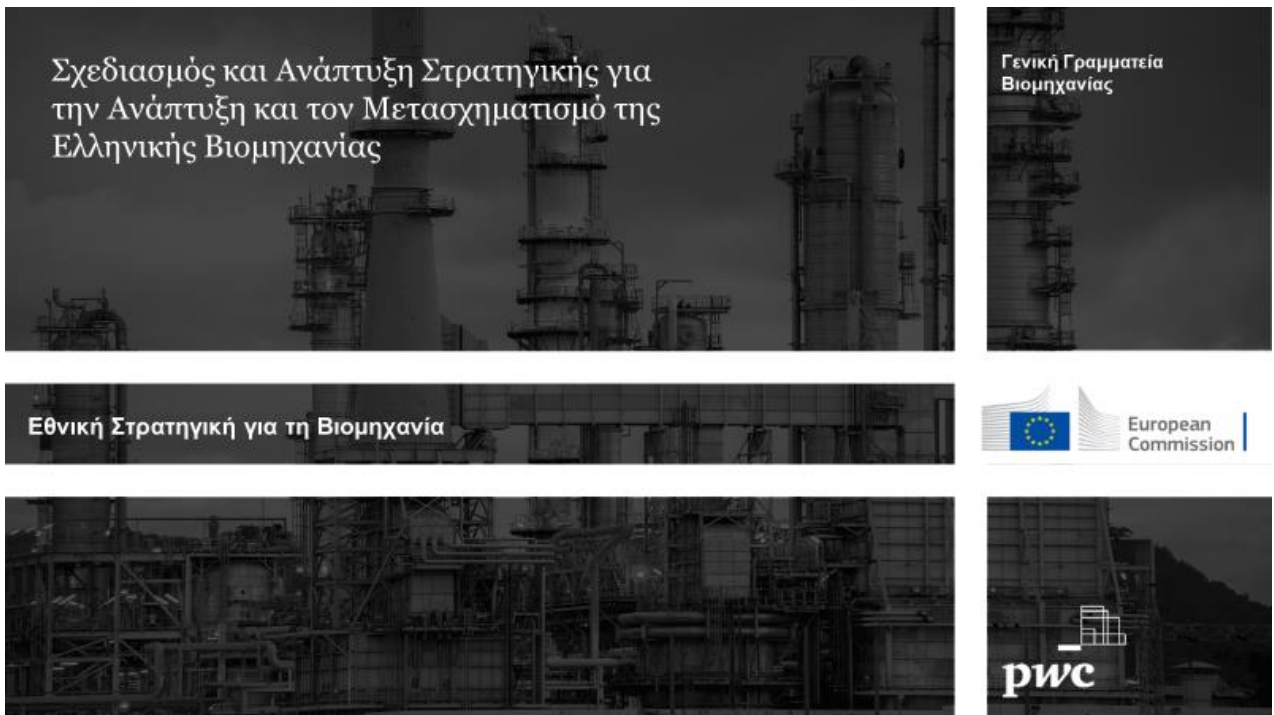 Σχεδιασμός και Ανάπτυξη Στρατηγικής για
την Ανάπτυξη και τον Μετασχηματισμό της
Ελληνικής Βιομηχανίας
Γενική Γραμματεία
Βιομηχανίας
Εθνική Στρατηγική για τη Βιομηχανία
European
Commission
pwc